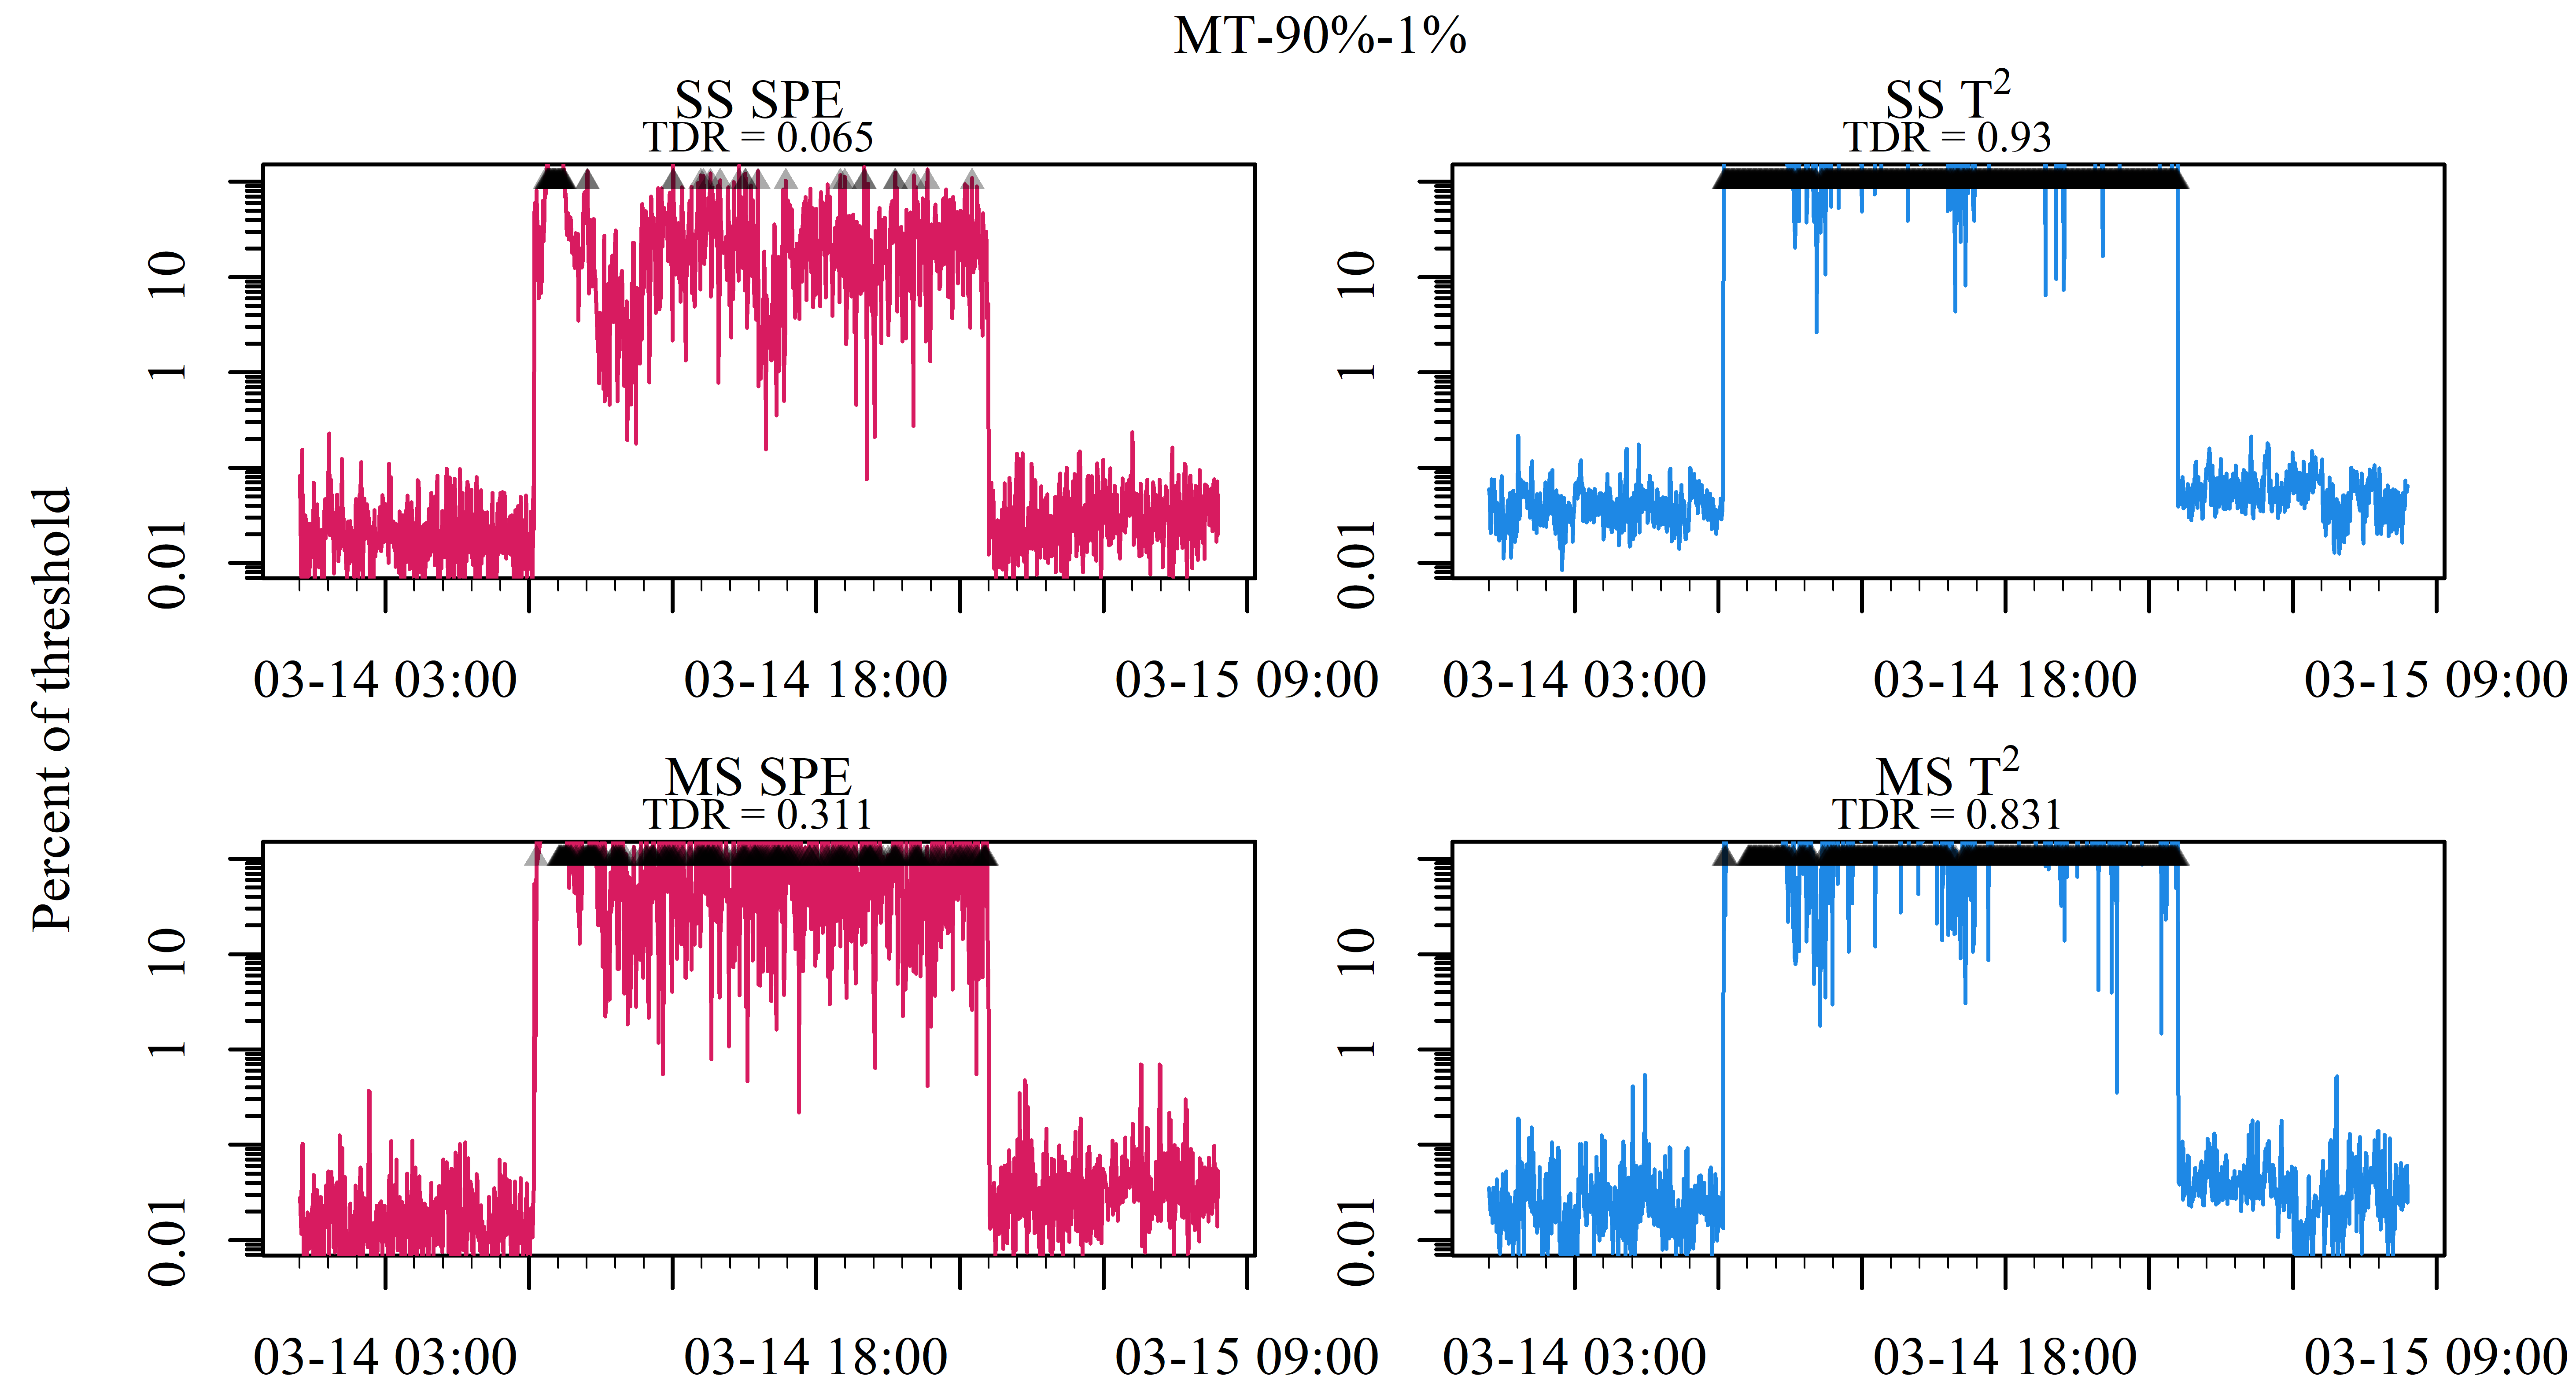 MT-90%-1%
SS SPE
TDR = 0.065
10
1
0.01
03-14 03:00 03-14 18:00 03-15 09:00
SS T²
TDR = 0.93
10
1
0.01
03-14 03:00 03-14 18:00 03-15 09:00
Percent of threshold
MS SPE
TDR = 0.311
10
1
0.01
03-14 03:00 03-14 18:00 03-15 09:00
MS T²
TDR = 0.831
10
1
0.01
03-14 03:00 03-14 18:00 03-15 09:00